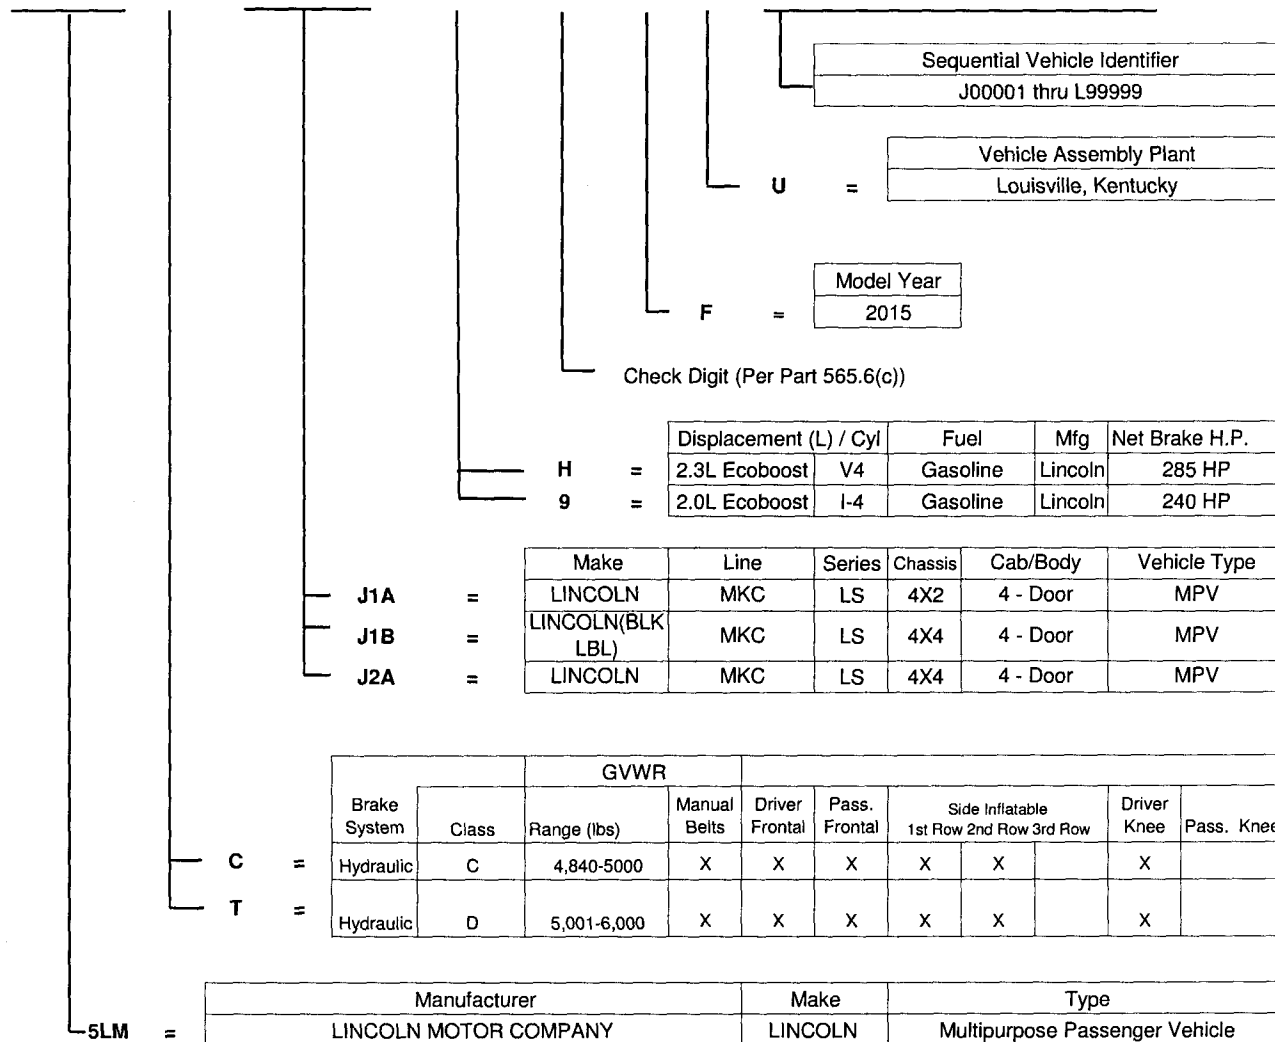 Sequential Vehicle Identifier
J00001 thru L99999
Vehicle Assembly Plant
U = Louisville, Kentucky
Model Year
F = 2015
Check Digit (Per Part 565.6(c))
Displacement (L) / Cyl Fuel Mfg Net Brake H.P.
H = 2.3L Ecoboost V4 Gasoline Lincoln 285 HP
9 = 2.0L Ecoboost I-4 Gasoline Lincoln 240 HP
Make Line Series Chassis Cab/Body Vehicle Type
J1A = LINCOLN MKC LS 4X2 4 - Door MPV
J1B = LINCOLN(BLK LBL) MKC LS 4X4 4 - Door MPV
J2A = LINCOLN MKC LS 4X4 4 - Door MPV
GVWR
Brake System Class Range (lbs) Manual Belts Driver Frontal Pass. Frontal Side Inflatable 1st Row 2nd Row 3rd Row Driver Knee Pass. Knee
C = Hydraulic C 4,840-5000 X X X X X X
T = Hydraulic D 5,001-6,000 X X X X X X
Manufacturer Make Type
5LM = LINCOLN MOTOR COMPANY LINCOLN Multipurpose Passenger Vehicle